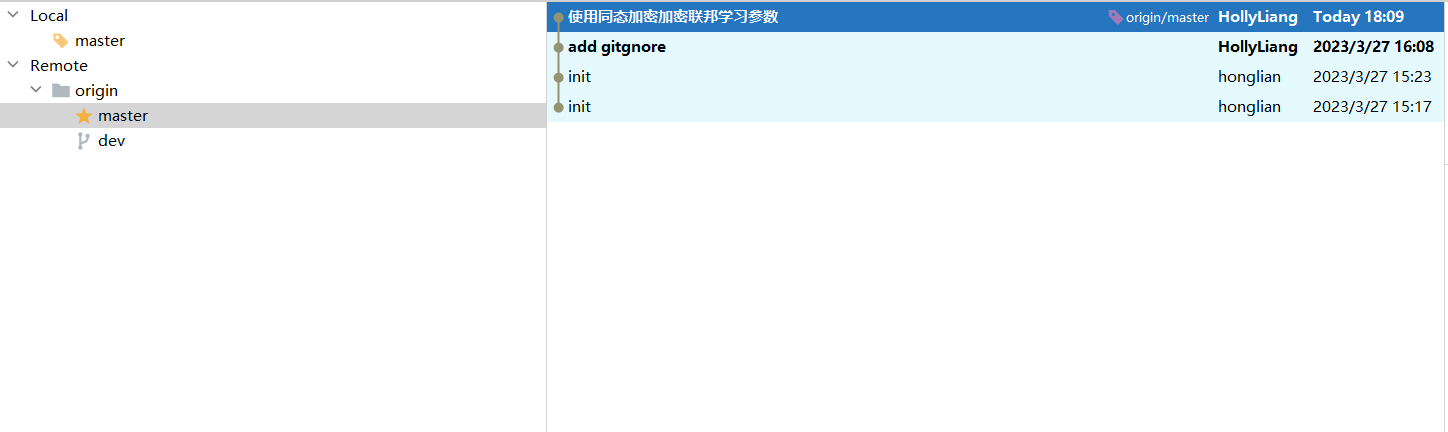 Local
master
Remote
origin
master
dev
使用同态加密加密联邦学习参数 origin/master HollyLiang Today 18:09
add gitgnore HollyLiang 2023/3/27 16:08
init honglian 2023/3/27 15:23
init honglian 2023/3/27 15:17